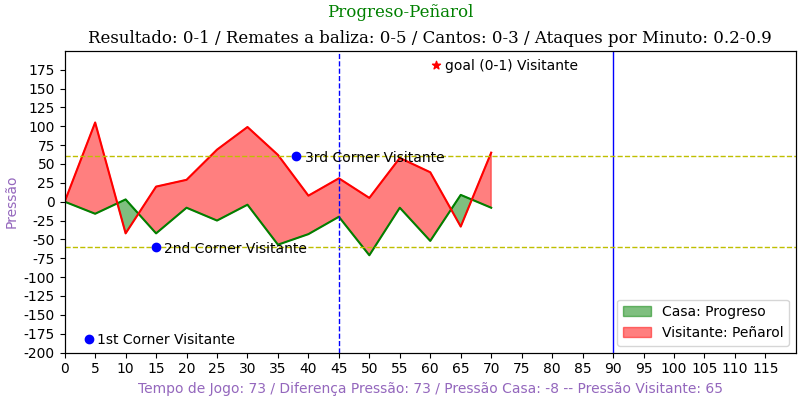 Progreso-Peñarol
Resultado: 0-1 / Remates a baliza: 0-5 / Cantos: 0-3 / Ataques por Minuto: 0.2-0.9
Pressão
175
150
125
100
75
50
25
0
-25
-50
-75
-100
-125
-150
-175
-200
goal (0-1) Visitante
3rd Corner Visitante
2nd Corner Visitante
1st Corner Visitante
Casa: Progreso
Visitante: Peñarol
0 5 10 15 20 25 30 35 40 45 50 55 60 65 70 75 80 85 90 95 100 105 110 115
Tempo de Jogo: 73 / Diferença Pressão: 73 / Pressão Casa: -8 -- Pressão Visitante: 65